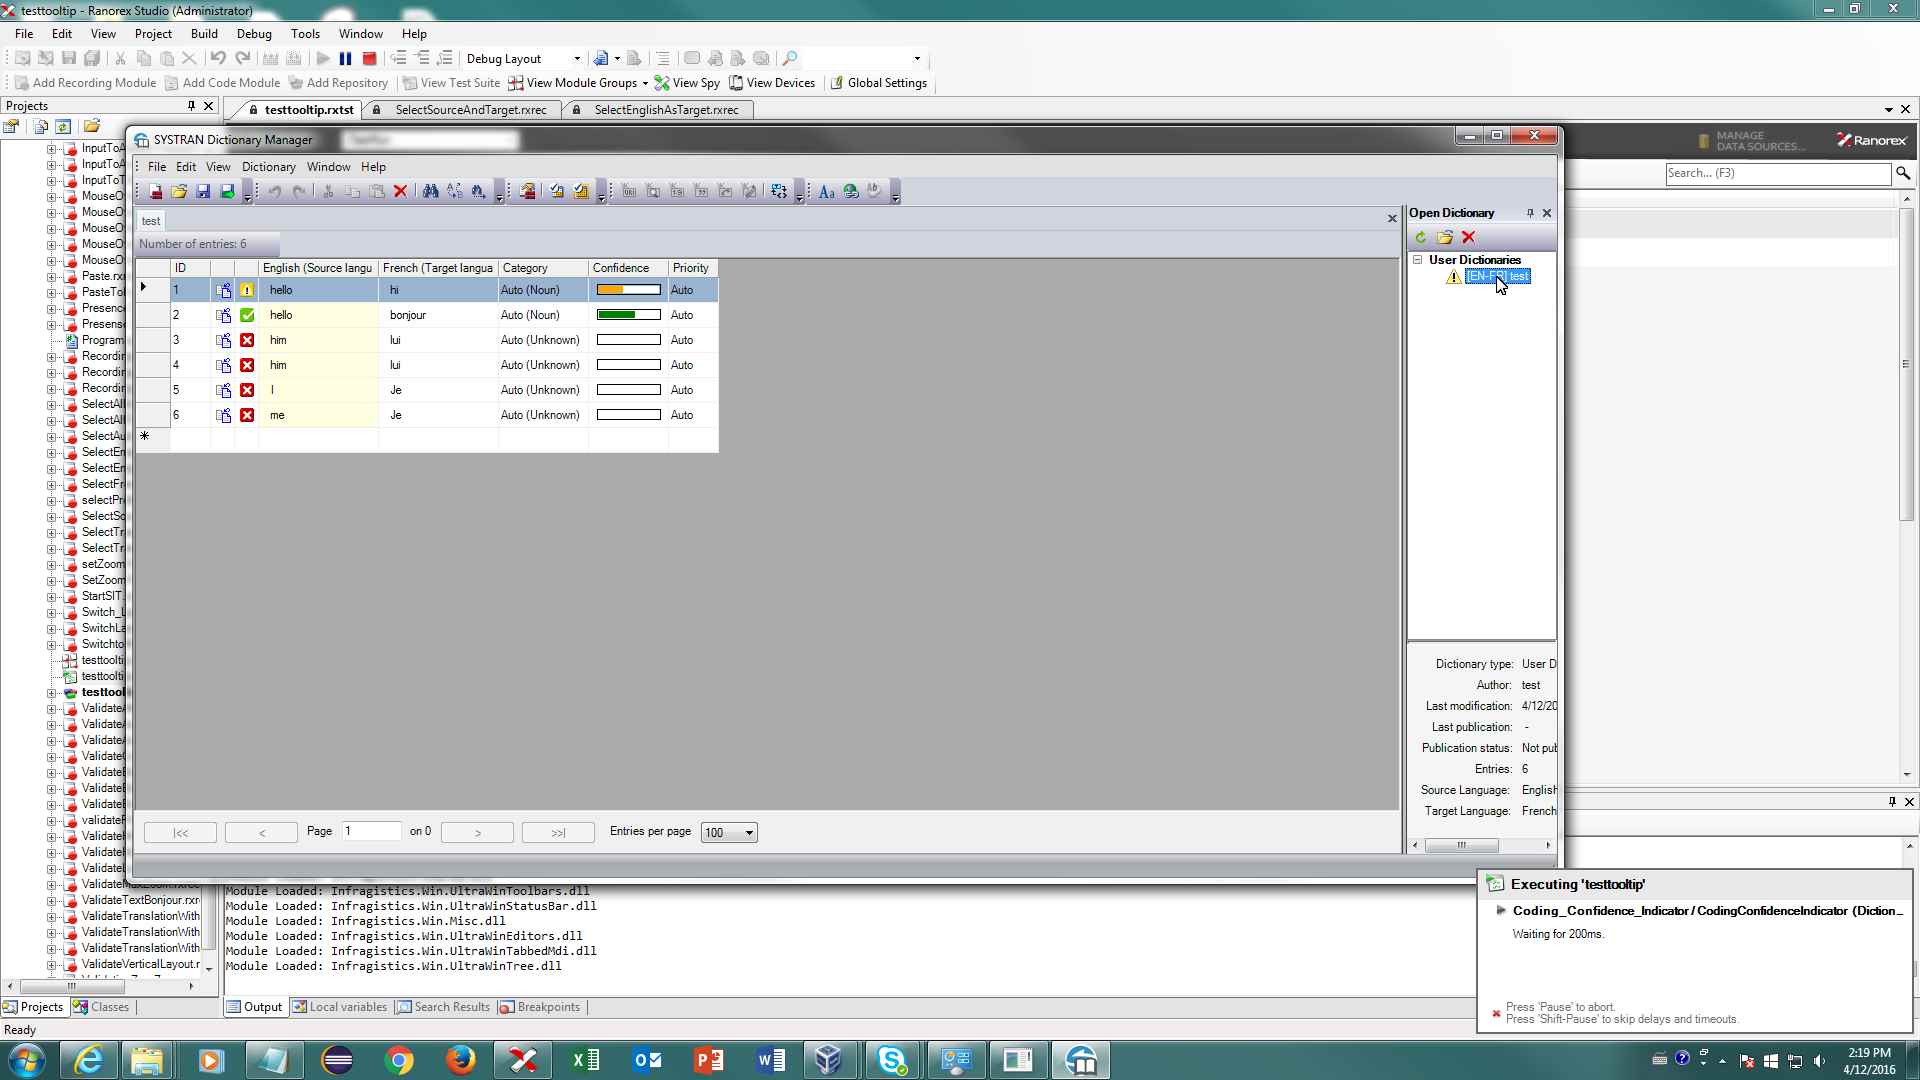 testtooltip - Ranorex Studio (Administrator)
File Edit View Project Build Debug Tools Window Help
Debug Layout
Add Recording Module Add Code Module Add Repository View Test Suite View Module Groups View Spy View Devices Global Settings
Projects
testtooltip.rxtst SelectSourceAndTarget.rxrec SelectEnglishAsTarget.rxrec
MANAGE
DATA SOURCES...
Ranorex
Search... (F3)
InputToA
InputToA
InputToT
MouseO
MouseO
MouseO
MouseO
MouseO
Paste.rx
PasteTo
Presenc
Presens
Program
Recordin
Recordin
Recordin
SelectAll
SelectAll
SelectAu
SelectEn
SelectEn
SelectFr
selectPr
SelectSo
SelectTr
SelectTr
setZoom
SetZoom
StartSIT.
Switch_L
SwitchLa
Switchto
testtoolti
testtoolti
testtool
Validate
Validate
Validate
Validate
Validate
Validate
Validate
validate
Validate
Validate
Validate
ValidateMaxZoom.rxrec
ValidateTextBonjour.rxr
ValidateTranslationWith
ValidateTranslationWith
ValidateTranslationWith
ValidateVerticalLayout.r
Projects Classes
SYSTRAN Dictionary Manager
File Edit View Dictionary Window Help
test
Number of entries: 6
ID English (Source langu French (Target langua Category Confidence Priority
1 hello hi Auto (Noun) Auto
2 hello bonjour Auto (Noun) Auto
3 him lui Auto (Unknown) Auto
4 him lui Auto (Unknown) Auto
5 I Je Auto (Unknown) Auto
6 me Je Auto (Unknown) Auto
|<< < Page 1 on 0 > >>| Entries per page 100
Open Dictionary
User Dictionaries
[EN-FR] test
Dictionary type: User D
Author: test
Last modification: 4/12/20
Last publication: -
Publication status: Not pub
Entries: 6
Source Language: English
Target Language: French
Module Loaded: Infragistics.Win.UltraWinToolbars.dll
Module Loaded: Infragistics.Win.UltraWinStatusBar.dll
Module Loaded: Infragistics.Win.Misc.dll
Module Loaded: Infragistics.Win.UltraWinEditors.dll
Module Loaded: Infragistics.Win.UltraWinTabbedMdi.dll
Module Loaded: Infragistics.Win.UltraWinTree.dll
Output Local variables Search Results Breakpoints
Executing 'testtooltip'
Coding_Confidence_Indicator / CodingConfidenceIndicator (Diction...
Waiting for 200ms.
Press 'Pause' to abort.
Press 'Shift-Pause' to skip delays and timeouts.
Ready
2:19 PM
4/12/2016